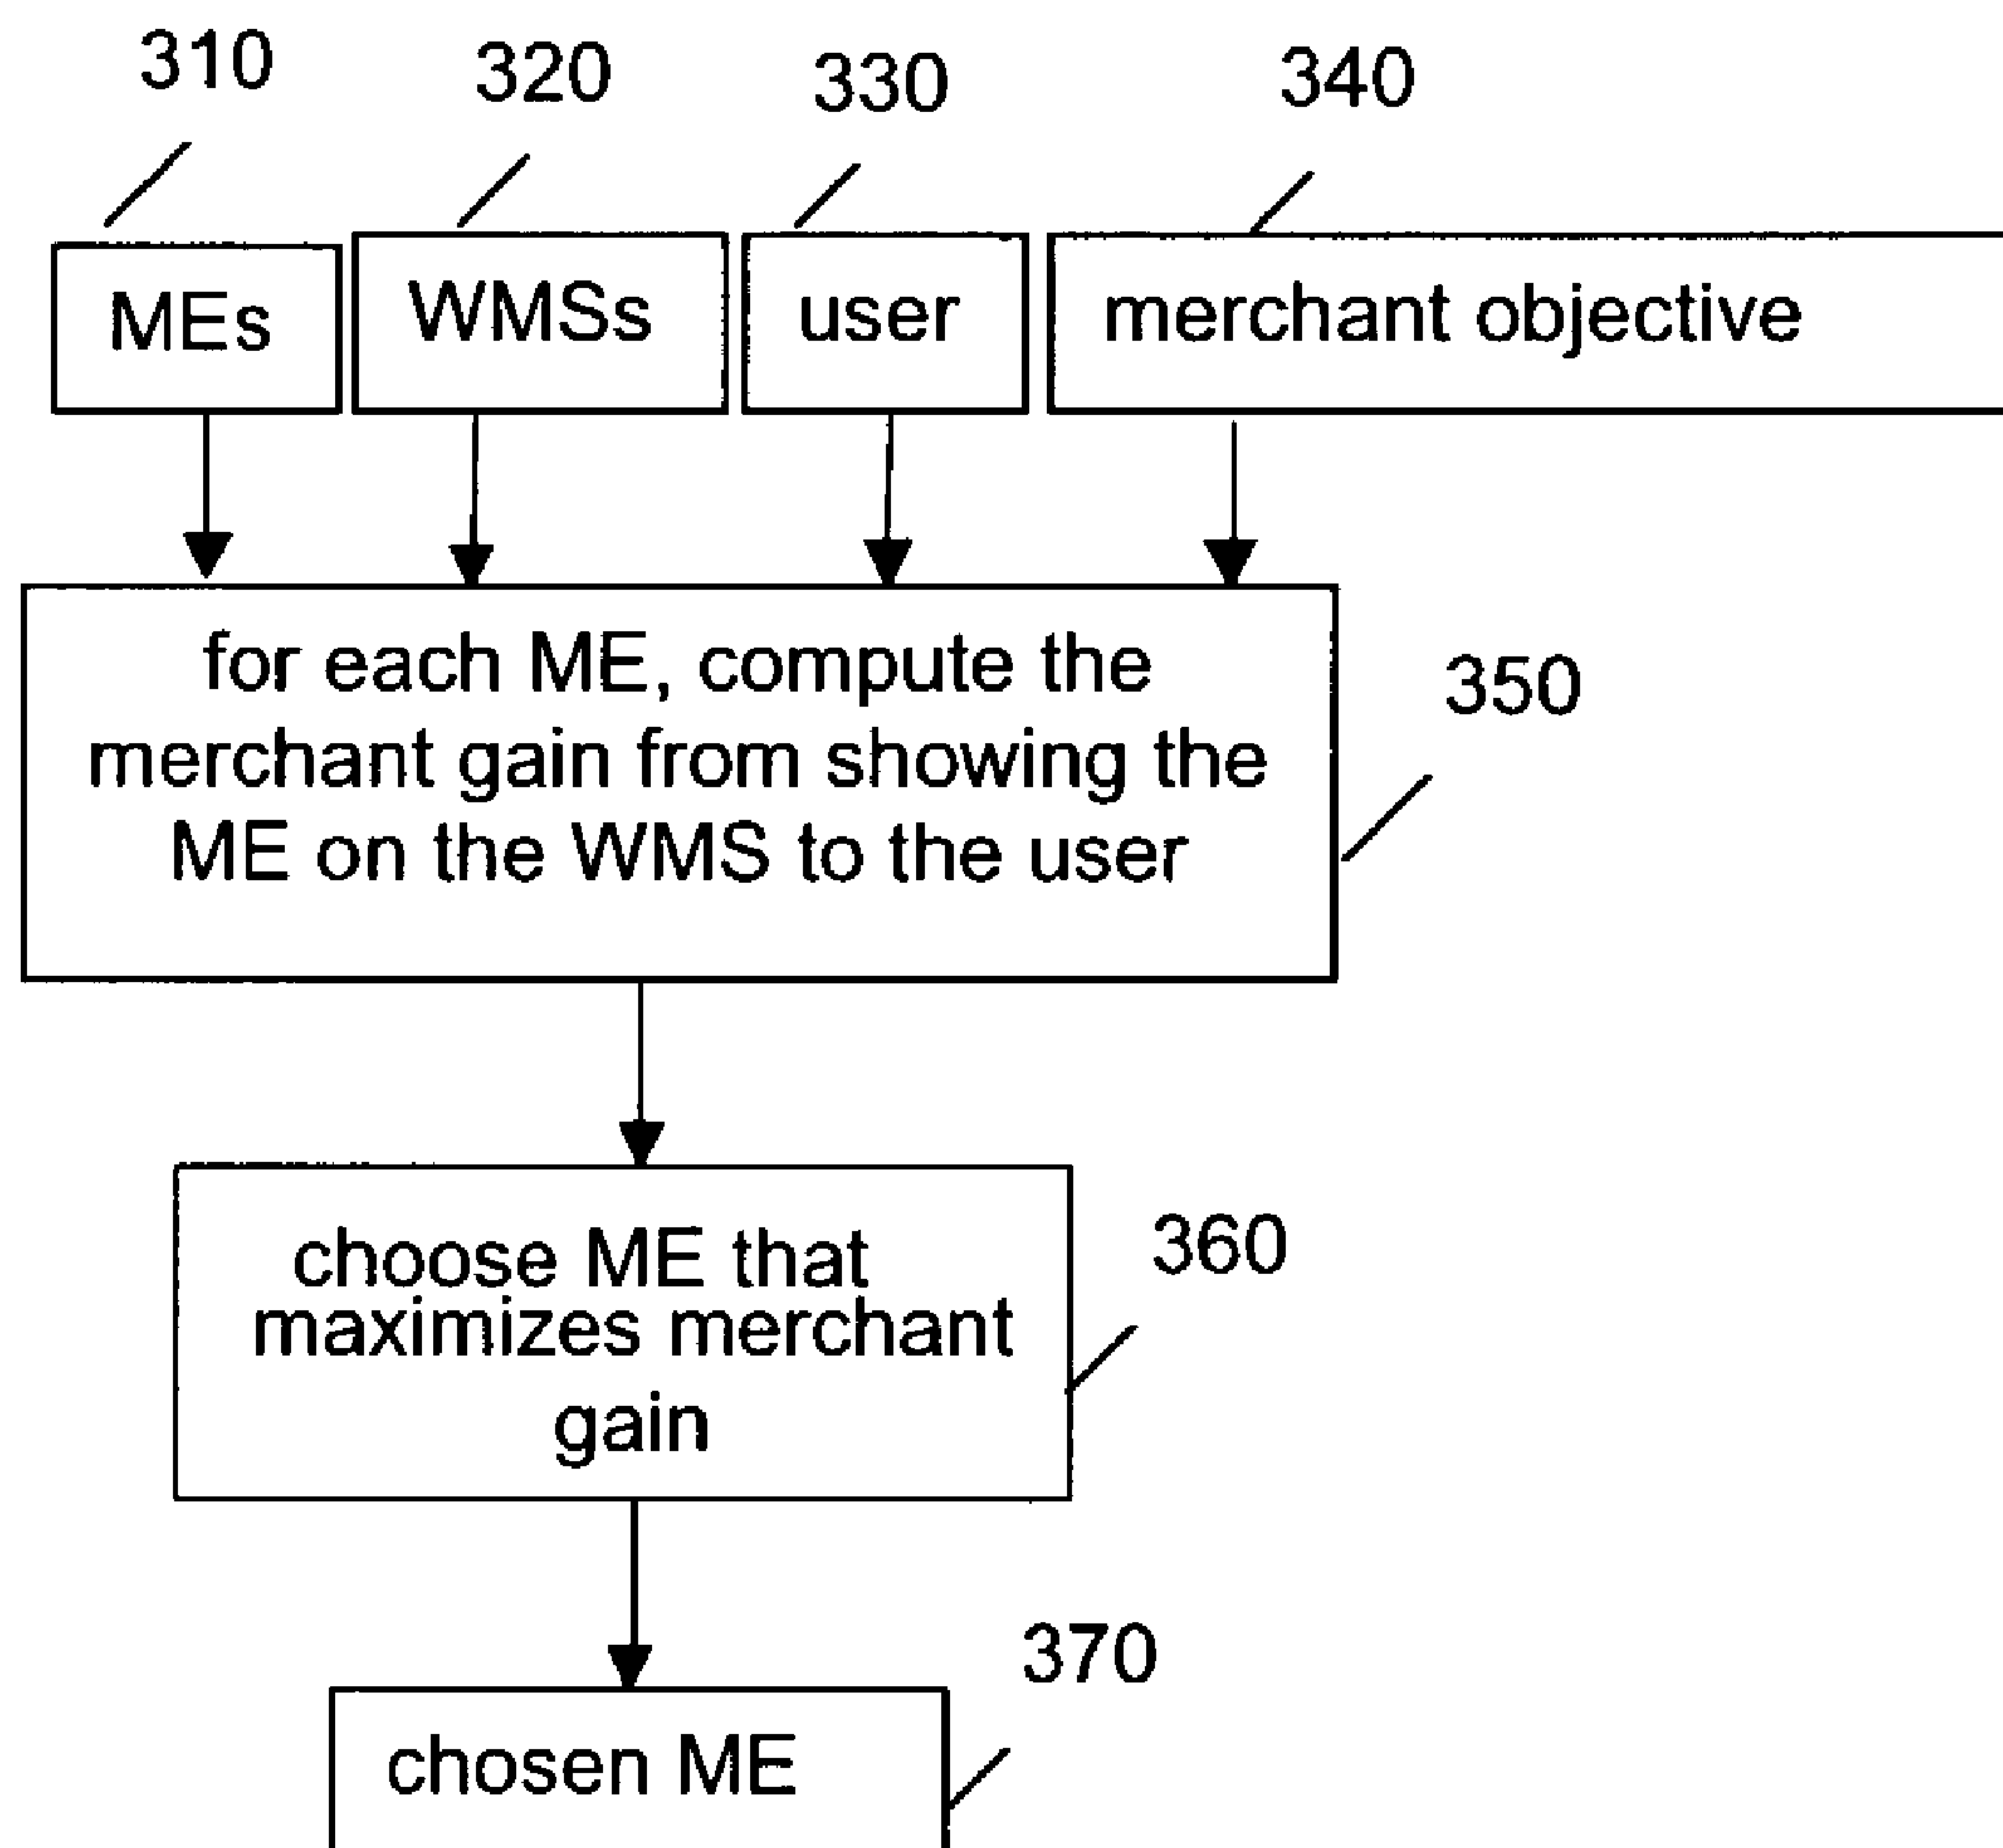 310
320
330
340
MEs
WMSs
user
merchant objective
for each ME, compute the
merchant gain from showing the
ME on the WMS to the user
350
choose ME that
maximizes merchant
gain
360
370
chosen ME